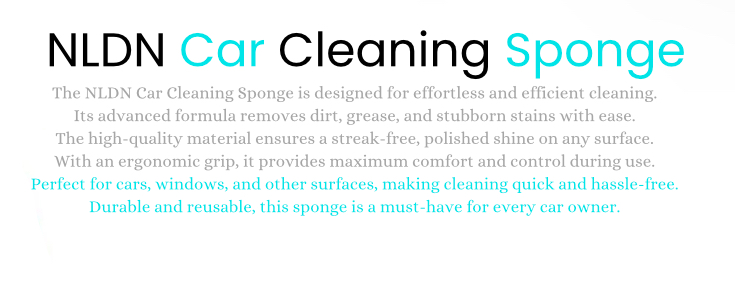 NLDN Car Cleaning Sponge
The NLDN Car Cleaning Sponge is designed for effortless and efficient cleaning.
Its advanced formula removes dirt, grease, and stubborn stains with ease.
The high-quality material ensures a streak-free, polished shine on any surface.
With an ergonomic grip, it provides maximum comfort and control during use.
Perfect for cars, windows, and other surfaces, making cleaning quick and hassle-free.
Durable and reusable, this sponge is a must-have for every car owner.